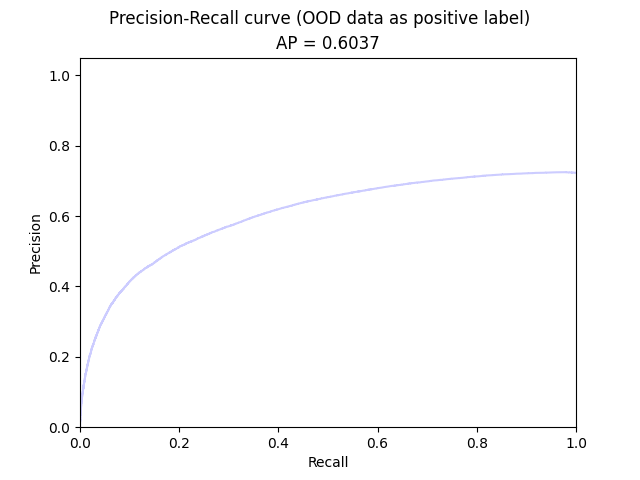 Precision-Recall curve (OOD data as positive label)
AP = 0.6037
1.0
0.8
0.6
0.4
0.2
0.0
Precision
0.0 0.2 0.4 0.6 0.8 1.0
Recall